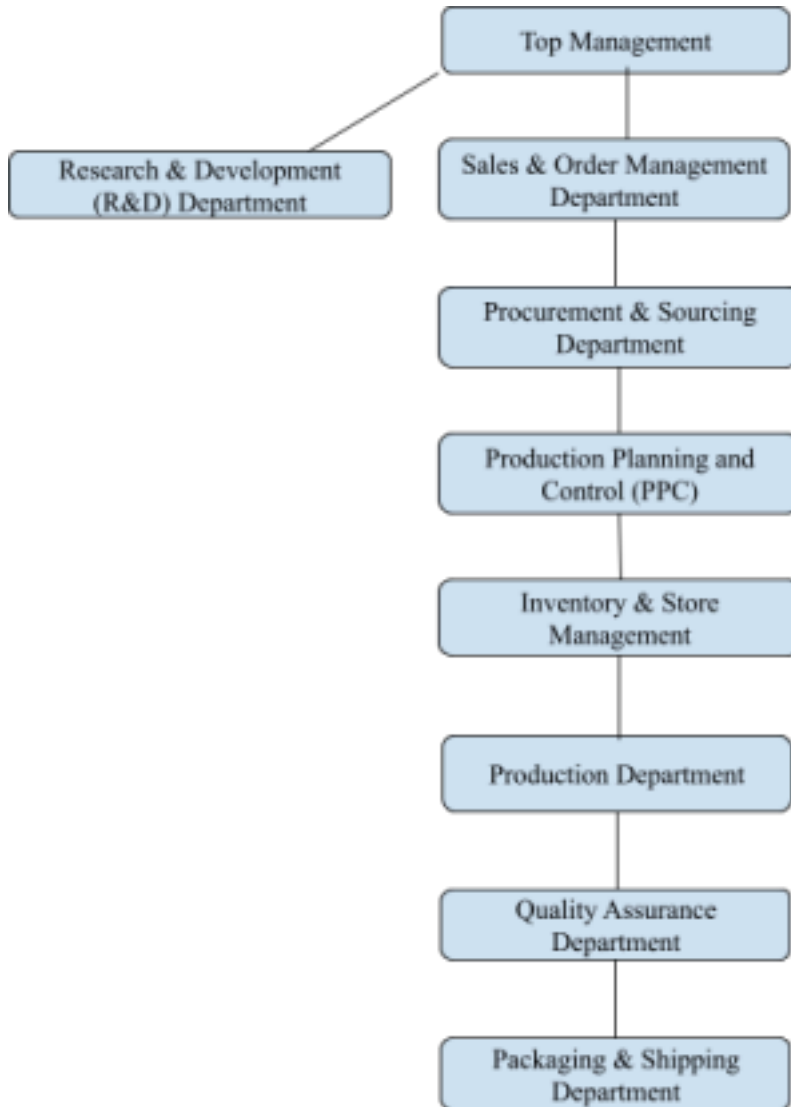 Top Management
Research & Development
(R&D) Department
Sales & Order Management
Department
Procurement & Sourcing
Department
Production Planning and
Control (PPC)
Inventory & Store
Management
Production Department
Quality Assurance
Department
Packaging & Shipping
Department